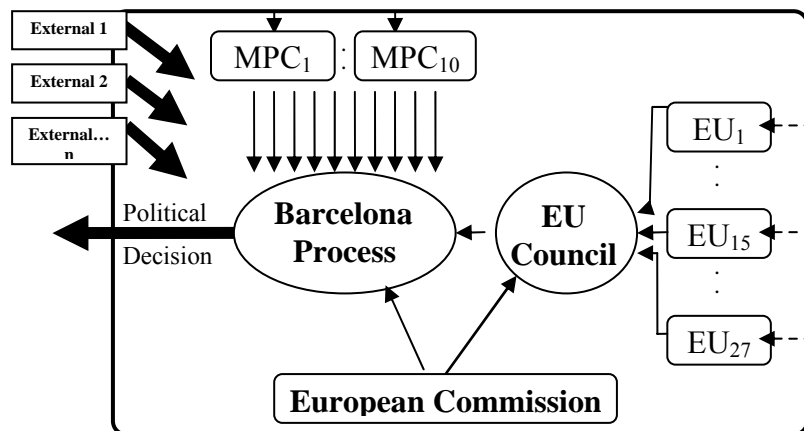 External 1
External 2
External…
n
MPC₁ : MPC₁₀
EU₁
:
EU₁₅
:
EU₂₇
Political
Decision
Barcelona
Process
EU
Council
European Commission